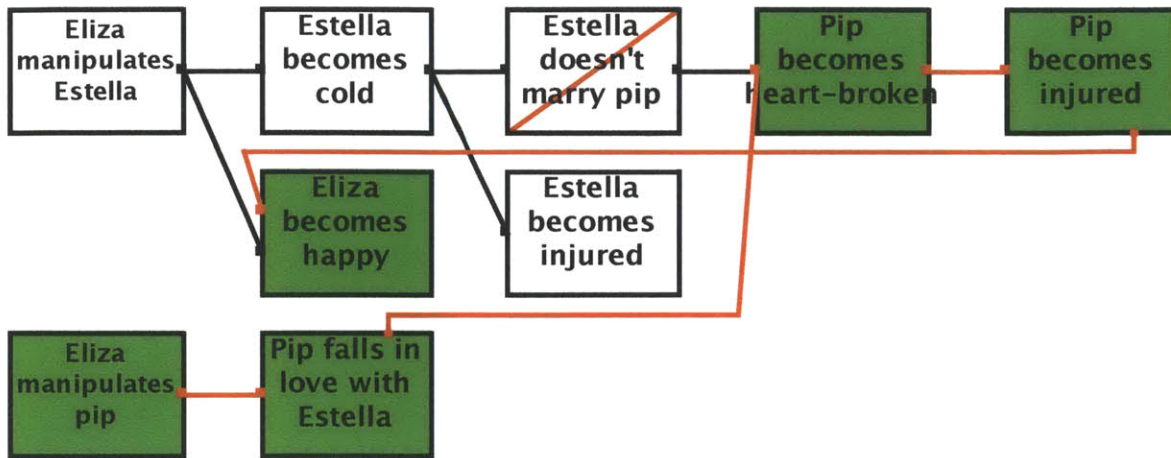 Eliza
manipulates
Estella
Estella
becomes
cold
Estella
doesn't
marry pip
Pip
becomes
heart-broken
Pip
becomes
injured
Eliza
becomes
happy
Estella
becomes
injured
Eliza
manipulates
pip
Pip falls in
love with
Estella